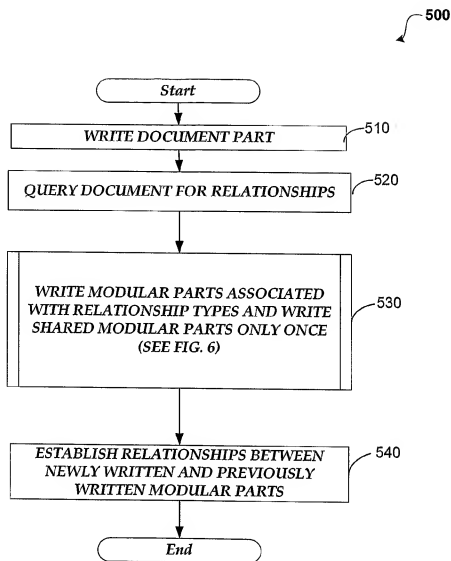 500
Start
WRITE DOCUMENT PART
510
QUERY DOCUMENT FOR RELATIONSHIPS
520
WRITE MODULAR PARTS ASSOCIATED
WITH RELATIONSHIP TYPES AND WRITE
SHARED MODULAR PARTS ONLY ONCE
(SEE FIG. 6)
530
ESTABLISH RELATIONSHIPS BETWEEN
NEWLY WRITTEN AND PREVIOUSLY
WRITTEN MODULAR PARTS
540
End